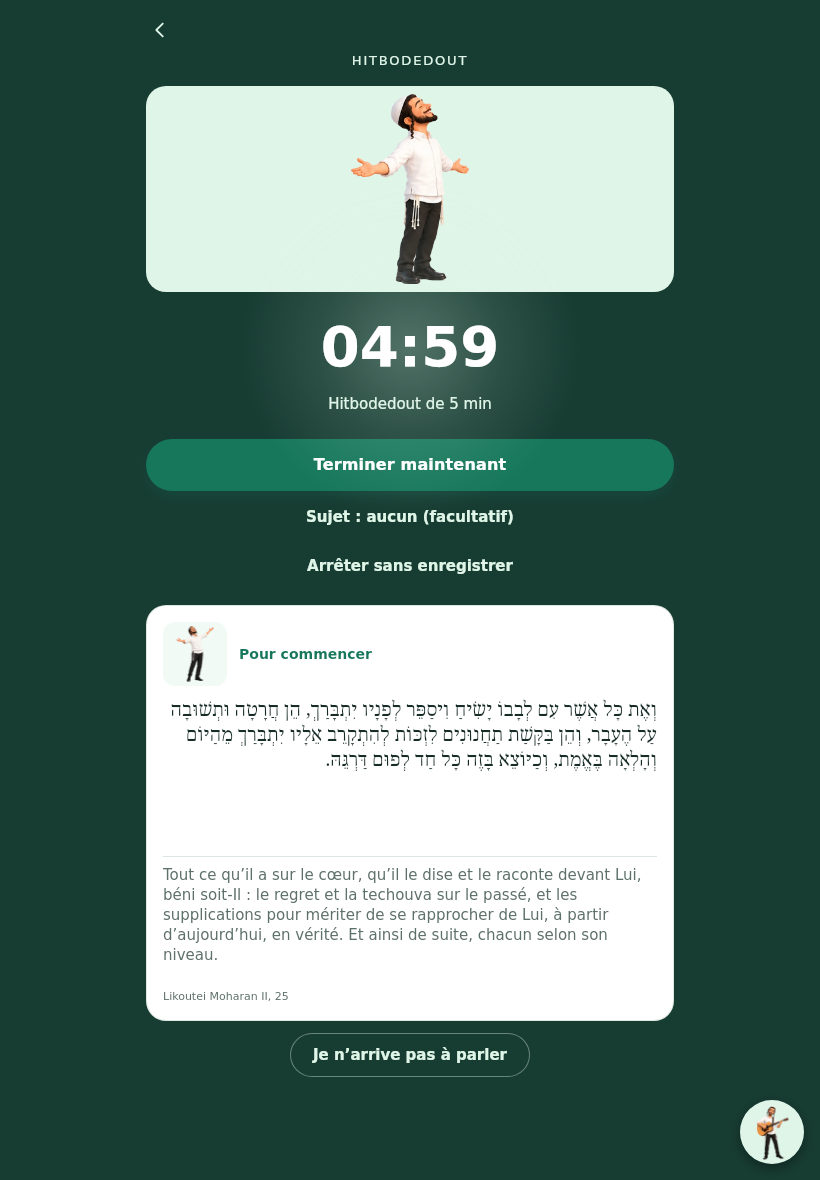 HITBODEDOUT
04:59
Hitbodedout de 5 min
Terminer maintenant
Sujet : aucun (facultatif)
Arrêter sans enregistrer
Pour commencer
וְאֶת כָּל אֲשֶׁר עִם לְבָבוֹ יָשִׂיחַ וִיסַפֵּר לְפָנָיו יִתְבָּרַךְ, הֵן חֲרָטָה וּתְשׁוּבָה
עַל הֶעָבָר, וְהֵן בַּקָּשַׁת תַּחֲנוּנִים לִזְכּוֹת לְהִתְקָרֵב אֵלָיו יִתְבָּרַךְ מֵהַיּוֹם
וְהָלְאָה בֶּאֱמֶת, וְכַיּוֹצֵא בָּזֶה כָּל חַד לְפוּם דַּרְגֵּהּ.
Tout ce qu’il a sur le cœur, qu’il le dise et le raconte devant Lui,
béni soit-Il : le regret et la techouva sur le passé, et les
supplications pour mériter de se rapprocher de Lui, à partir
d’aujourd’hui, en vérité. Et ainsi de suite, chacun selon son
niveau.
Likoutei Moharan II, 25
Je n’arrive pas à parler